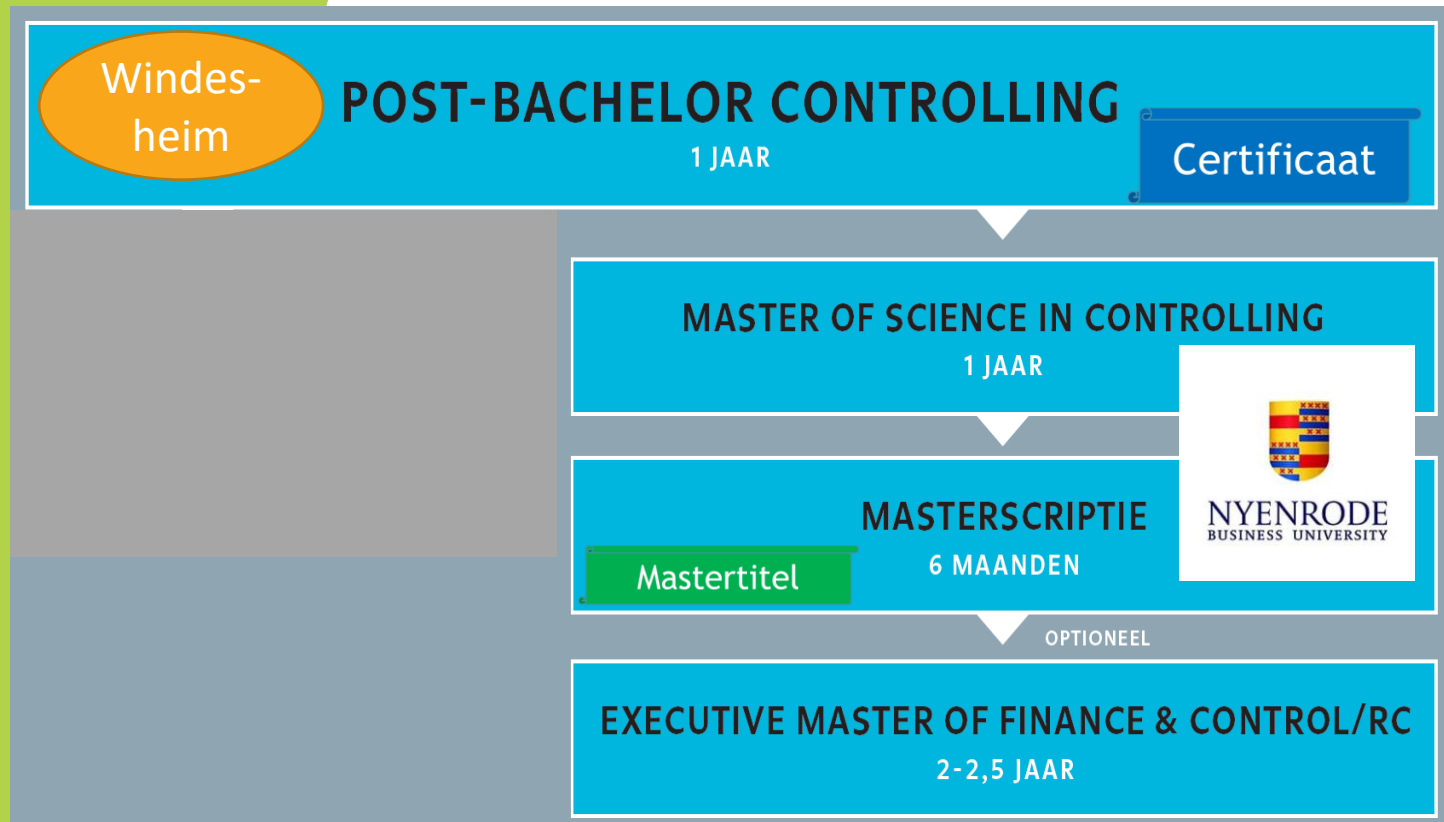 Windes-
heim
POST-BACHELOR CONTROLLING
1 JAAR
Certificaat
MASTER OF SCIENCE IN CONTROLLING
1 JAAR
MASTERSCRIPTIE
6 MAANDEN
Mastertitel
NYENRODE
BUSINESS UNIVERSITY
OPTIONEEL
EXECUTIVE MASTER OF FINANCE & CONTROL/RC
2-2,5 JAAR